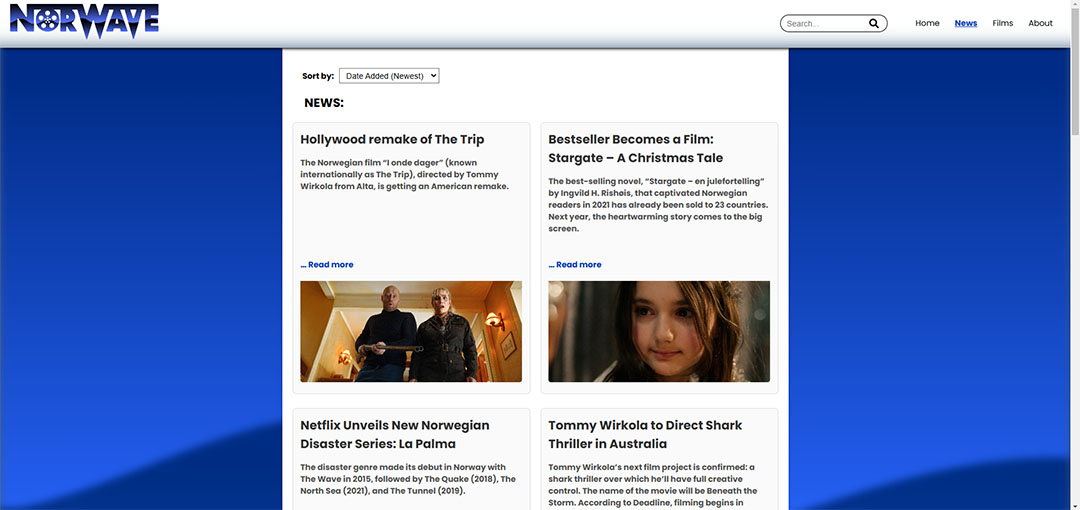 NORWAVE
Search...
Home News Films About
Sort by: Date Added (Newest)
NEWS:
Hollywood remake of The Trip
The Norwegian film “I onde dager” (known
internationally as The Trip), directed by Tommy
Wirkola from Alta, is getting an American remake.
... Read more
Bestseller Becomes a Film:
Stargate – A Christmas Tale
The best-selling novel, “Stargate – en julefortelling”
by Ingvild H. Rishøis, that captivated Norwegian
readers in 2021 has already been sold to 23 countries.
Next year, the heartwarming story comes to the big
screen.
... Read more
Netflix Unveils New Norwegian
Disaster Series: La Palma
The disaster genre made its debut in Norway with
The Wave in 2015, followed by The Quake (2018), The
North Sea (2021), and The Tunnel (2019).
Tommy Wirkola to Direct Shark
Thriller in Australia
Tommy Wirkola’s next film project is confirmed: a
shark thriller over which he’ll have full creative
control. The name of the movie will be Beneath the
Storm. According to Deadline, filming begins in